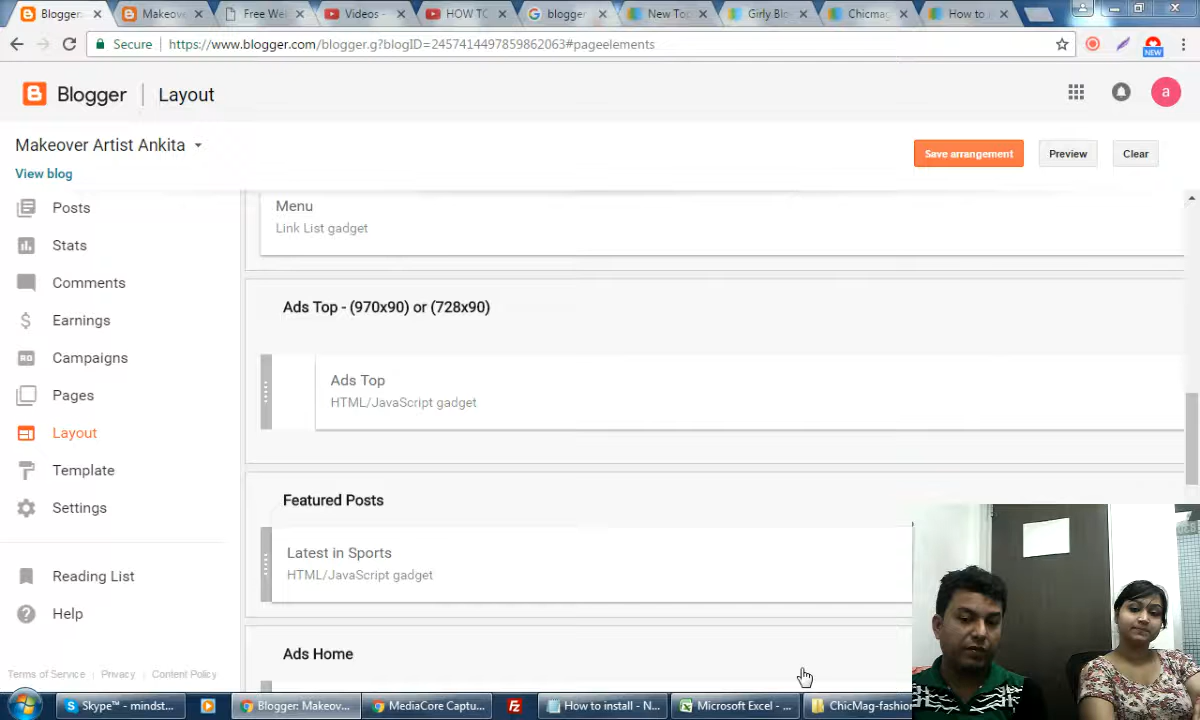 Blogger:
Makeove
Free We
Videos -
HOW TO
blogger
New Top
Girly Blo
Chicmag
How to
Secure
https://www.blogger.com/blogger.g?blogID=2457414497859862063#pageelements
NEW
Blogger
Layout
a
Makeover Artist Ankita
Save arrangement
Preview
Clear
View blog
Posts
Stats
Comments
Earnings
Campaigns
Pages
Layout
Template
Settings
Reading List
Help
Menu
Link List gadget
Ads Top - (970x90) or (728x90)
Ads Top
HTML/JavaScript gadget
Featured Posts
Latest in Sports
HTML/JavaScript gadget
Ads Home
Terms of Service
Privacy
Content Policy
Skype™ - mindst...
Blogger: Makeov...
MediaCore Captu...
How to install - N...
Microsoft Excel - ...
ChicMag-fashion